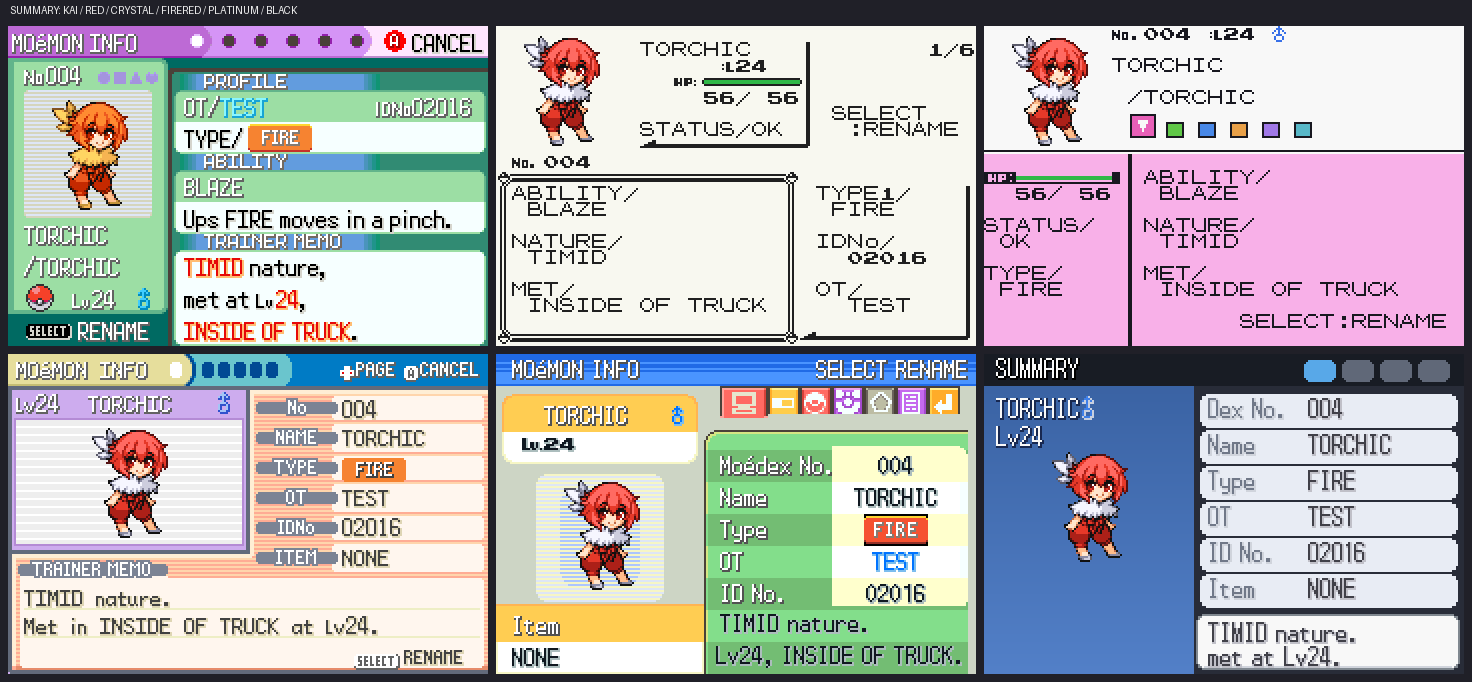 SUMMARY: KAI / RED / CRYSTAL / FIRERED / PLATINUM / BLACK
MOéMON INFO
A CANCEL
No004
PROFILE
OT/TEST IDNo02016
TYPE/ FIRE
ABILITY
BLAZE
Ups FIRE moves in a pinch.
TRAINER MEMO
TIMID nature,
met at Lv24,
INSIDE OF TRUCK.
TORCHIC
/TORCHIC
Lv24 ♂
SELECT RENAME
TORCHIC
:L24
HP:
56/ 56
STATUS/OK
1/6
SELECT
:RENAME
No. 004
ABILITY/
BLAZE
NATURE/
TIMID
MET/
INSIDE OF TRUCK
TYPE1/
FIRE
IDNo/
02016
OT/
TEST
No. 004 :L24 ♂
TORCHIC
/TORCHIC
HP:
56/ 56
STATUS/
OK
TYPE/
FIRE
ABILITY/
BLAZE
NATURE/
TIMID
MET/
INSIDE OF TRUCK
SELECT:RENAME
MOéMON INFO
PAGE A CANCEL
Lv24 TORCHIC ♂
No 004
NAME TORCHIC
TYPE FIRE
OT TEST
IDNo 02016
ITEM NONE
TRAINER MEMO
TIMID nature.
Met in INSIDE OF TRUCK at Lv24.
SELECT RENAME
MOéMON INFO
SELECT RENAME
TORCHIC ♂
Lv.24
Moédex No. 004
Name TORCHIC
Type FIRE
OT TEST
ID No. 02016
TIMID nature.
Lv24, INSIDE OF TRUCK.
Item
NONE
SUMMARY
TORCHIC♂
Lv24
Dex No. 004
Name TORCHIC
Type FIRE
OT TEST
ID No. 02016
Item NONE
TIMID nature.
met at Lv24.